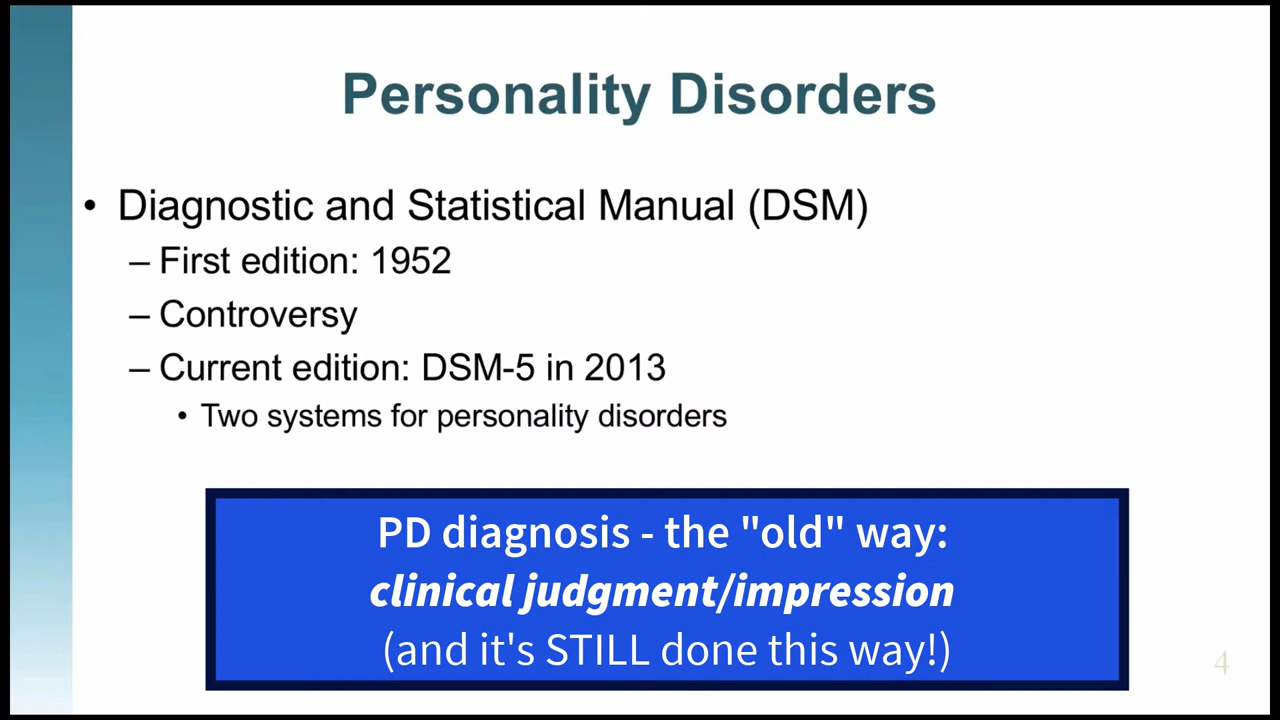 Personality Disorders
• Diagnostic and Statistical Manual (DSM)
– First edition: 1952
– Controversy
– Current edition: DSM-5 in 2013
• Two systems for personality disorders
PD diagnosis - the "old" way:
clinical judgment/impression
(and it's STILL done this way!)
4